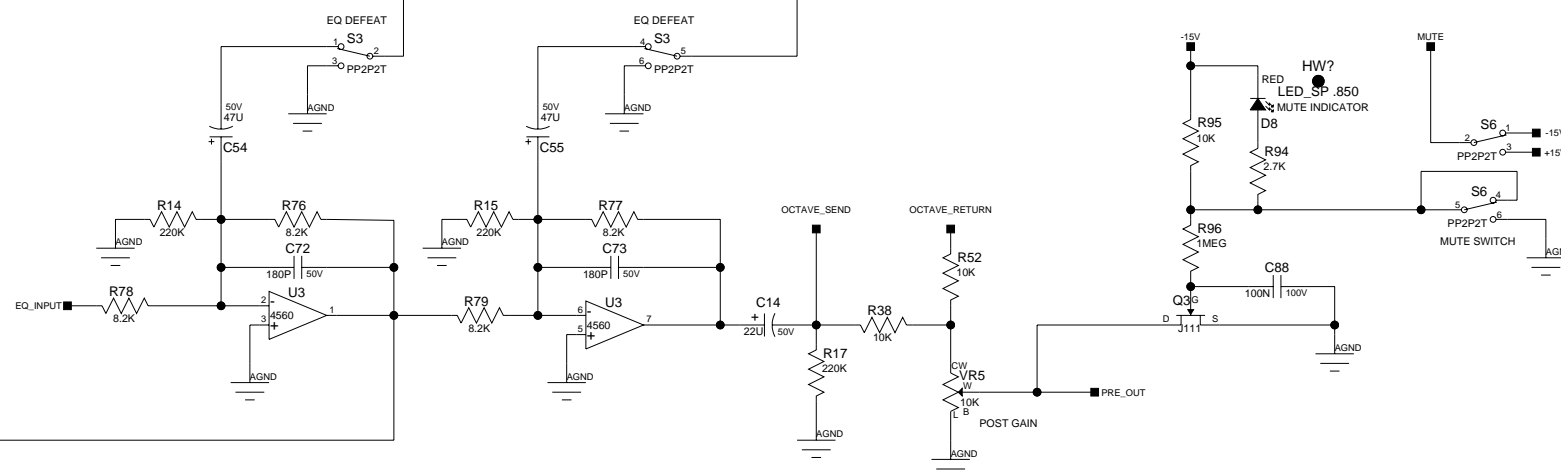 EQ DEFEAT
1
S3
2
3
PP2P2T
AGND
50V
47U
+
C54
R14
220K
AGND
R76
8.2K
C72
180P
50V
EQ_INPUT
R78
8.2K
U3
2
-
4560
3
+
1
AGND
EQ DEFEAT
4
S3
5
6
PP2P2T
AGND
50V
47U
+
C55
R15
220K
AGND
R77
8.2K
C73
180P
50V
R79
8.2K
U3
6
-
4560
5
+
7
AGND
C14
+
22U
50V
OCTAVE_SEND
R17
220K
AGND
R38
10K
OCTAVE_RETURN
R52
10K
CW
VR5
W
10K
B
L
POST GAIN
AGND
PRE_OUT
-15V
R95
10K
RED
HW?
LED_SP .850
MUTE INDICATOR
D8
R94
2.7K
R96
1MEG
C88
100N
100V
Q3
G
D
S
J111
AGND
MUTE
S6
1
2
3
PP2P2T
-15V
+15V
S6
4
5
6
PP2P2T
MUTE SWITCH